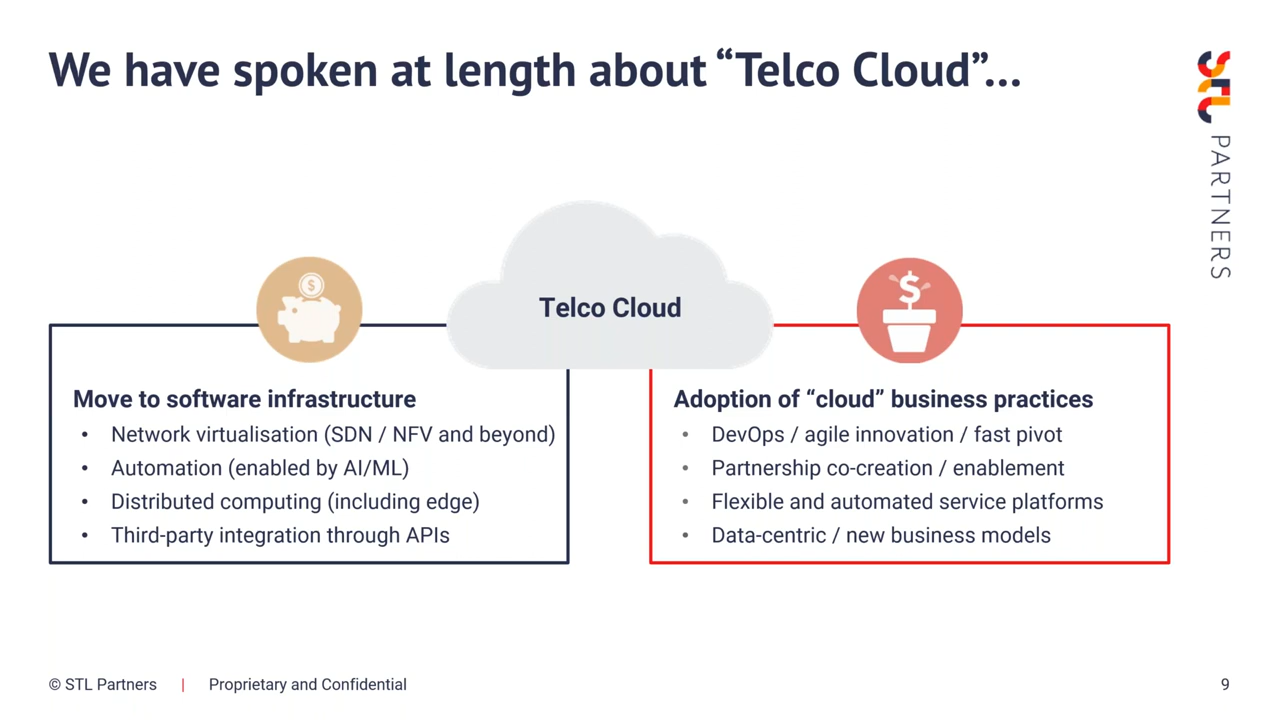 We have spoken at length about “Telco Cloud”...
STL
PARTNERS
$
$
Telco Cloud
Move to software infrastructure
• Network virtualisation (SDN / NFV and beyond)
• Automation (enabled by AI/ML)
• Distributed computing (including edge)
• Third-party integration through APIs
Adoption of “cloud” business practices
• DevOps / agile innovation / fast pivot
• Partnership co-creation / enablement
• Flexible and automated service platforms
• Data-centric / new business models
© STL Partners | Proprietary and Confidential
9